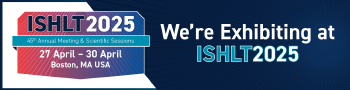 ISHLT2025
45th Annual Meeting & Scientific Sessions
27 April – 30 April
Boston, MA USA
We're Exhibiting at
ISHLT2025